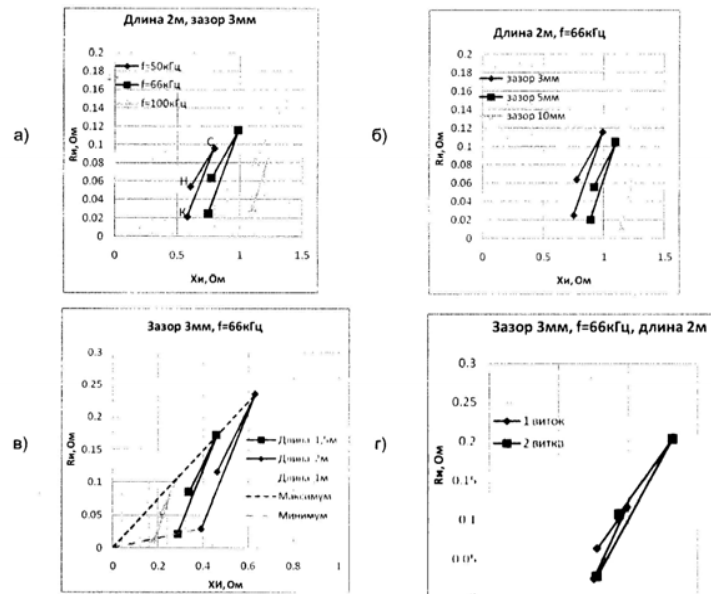 а)
Длина 2м, зазор 3мм
Rи, Ом
0.2
0.18
0.16
0.14
0.12
0.1
0.08
0.06
0.04
0.02
0
f=50кГц
f=66кГц
f=100кГц
С
Н
К
0 0.5 1 1.5
Хи, Ом
б)
Длина 2м, f=66кГц
Rи, Ом
0.2
0.18
0.16
0.14
0.12
0.1
0.08
0.06
0.04
0.02
0
зазор 3мм
зазор 5мм
зазор 10мм
0 0.5 1 1.5
Хи, Ом
в)
Зазор 3мм, f=66кГц
Rи, Ом
0.3
0.25
0.2
0.15
0.1
0.05
0
Длина 1,5м
Длина 2м
Длина 1м
Максимум
Минимум
0 0.2 0.4 0.6 0.8 1
ХИ, Ом
г)
Зазор 3мм, f=66кГц, длина 2м
Rи, Ом
0.3
0.25
0.2
0.15
0.1
0.05
1 виток
2 витка